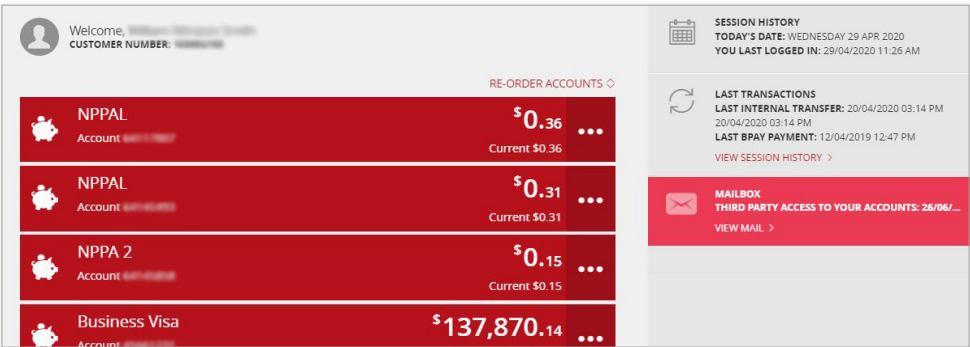 Welcome,
CUSTOMER NUMBER:
RE-ORDER ACCOUNTS
NPPAL
Account
$0.36
Current $0.36
NPPAL
Account
$0.31
Current $0.31
NPPA 2
Account
$0.15
Current $0.15
Business Visa
Account
$137,870.14
SESSION HISTORY
TODAY'S DATE: WEDNESDAY 29 APR 2020
YOU LAST LOGGED IN: 29/04/2020 11:26 AM
LAST TRANSACTIONS
LAST INTERNAL TRANSFER: 20/04/2020 03:14 PM
20/04/2020 03:14 PM
LAST BPAY PAYMENT: 12/04/2019 12:47 PM
VIEW SESSION HISTORY >
MAILBOX
THIRD PARTY ACCESS TO YOUR ACCOUNTS: 26/06/...
VIEW MAIL >